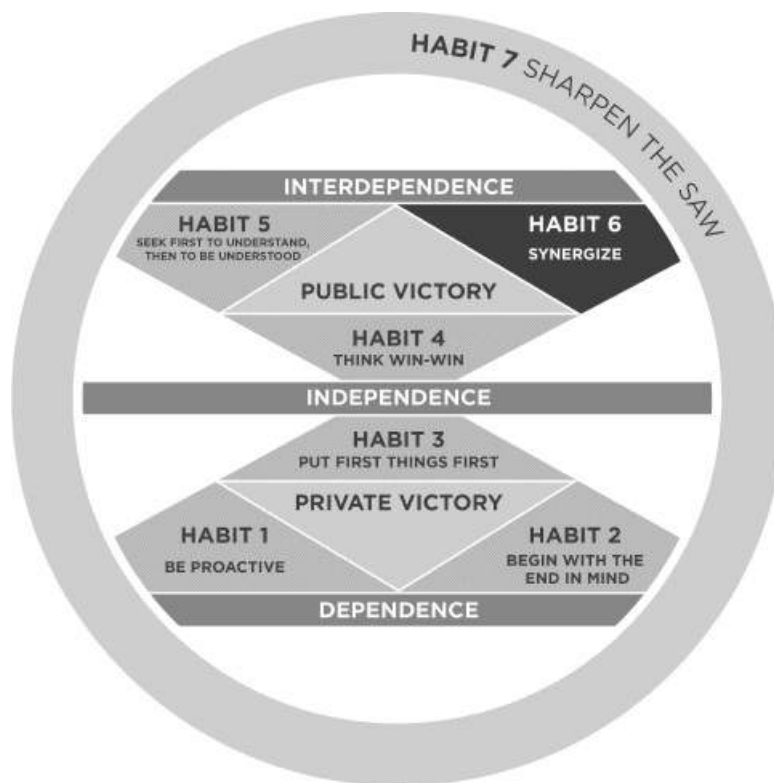 HABIT 7 SHARPEN THE SAW
INTERDEPENDENCE
HABIT 5
SEEK FIRST TO UNDERSTAND,
THEN TO BE UNDERSTOOD
HABIT 6
SYNERGIZE
PUBLIC VICTORY
HABIT 4
THINK WIN-WIN
INDEPENDENCE
HABIT 3
PUT FIRST THINGS FIRST
PRIVATE VICTORY
HABIT 1
BE PROACTIVE
HABIT 2
BEGIN WITH THE
END IN MIND
DEPENDENCE